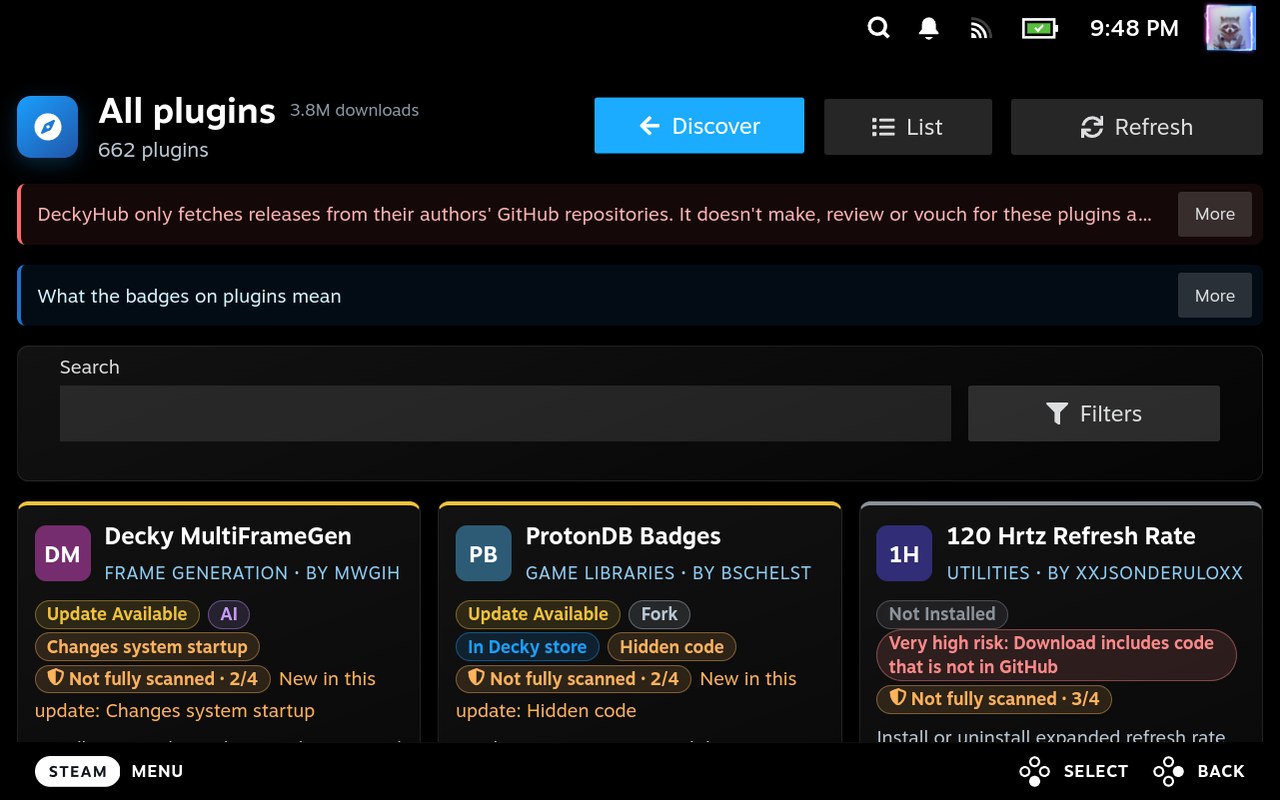 9:48 PM
All plugins 3.8M downloads
662 plugins
Discover
List
Refresh
DeckyHub only fetches releases from their authors' GitHub repositories. It doesn't make, review or vouch for these plugins a...
More
What the badges on plugins mean
More
Search
Filters
DM
Decky MultiFrameGen
FRAME GENERATION · BY MWGIH
Update Available
AI
Changes system startup
Not fully scanned · 2/4 New in this
update: Changes system startup
PB
ProtonDB Badges
GAME LIBRARIES · BY BSCHELST
Update Available
Fork
In Decky store
Hidden code
Not fully scanned · 2/4 New in this
update: Hidden code
1H
120 Hrtz Refresh Rate
UTILITIES · BY XXJSONDERULOXX
Not Installed
Very high risk: Download includes code
that is not in GitHub
Not fully scanned · 3/4
Install or uninstall expanded refresh rate
STEAM MENU
SELECT
BACK